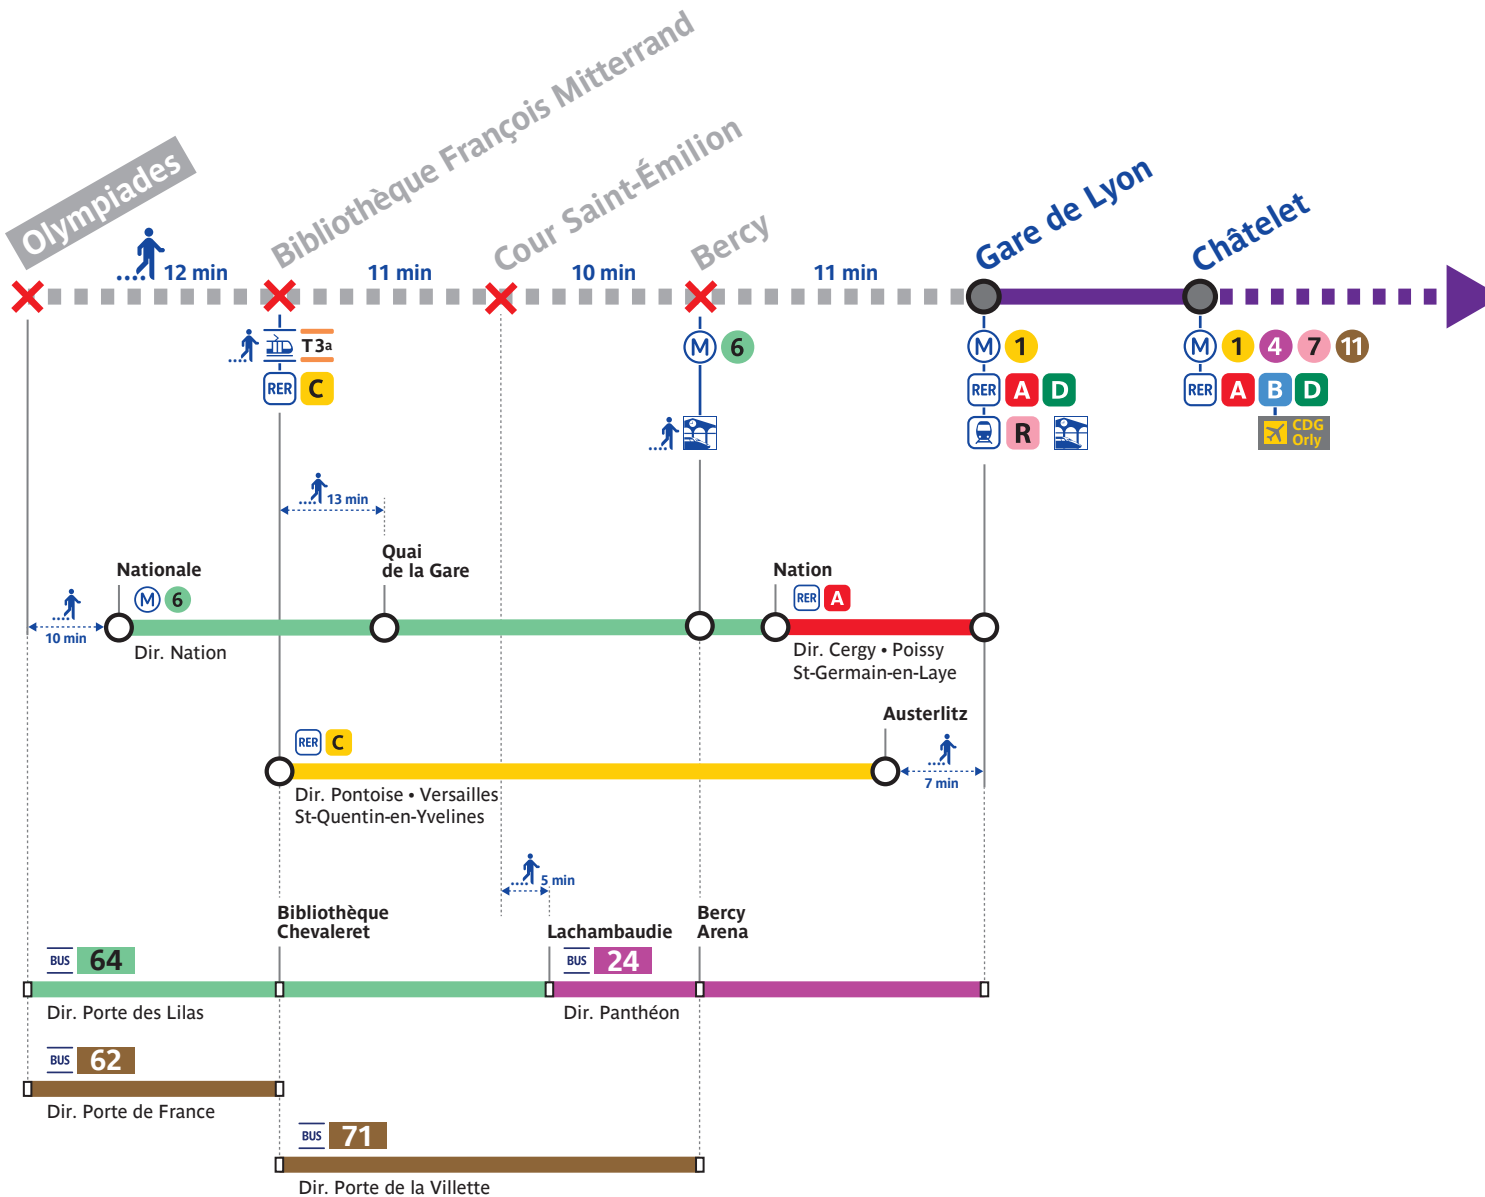 Olympiades
Bibliothèque François Mitterrand
Cour Saint-Émilion
Bercy
Gare de Lyon
Châtelet
12 min
11 min
10 min
11 min
T3a
M 6
M 1
M 1 4 7 11
RER C
RER A D
RER A B D
R
CDG
Orly
13 min
Quai
de la Gare
Nationale
M 6
Nation
RER A
10 min
Dir. Nation
Dir. Cergy • Poissy
St-Germain-en-Laye
Austerlitz
RER C
7 min
Dir. Pontoise • Versailles
St-Quentin-en-Yvelines
5 min
Bibliothèque
Chevaleret
Lachambaudie
Bercy
Arena
BUS 64
BUS 24
Dir. Porte des Lilas
Dir. Panthéon
BUS 62
Dir. Porte de France
BUS 71
Dir. Porte de la Villette